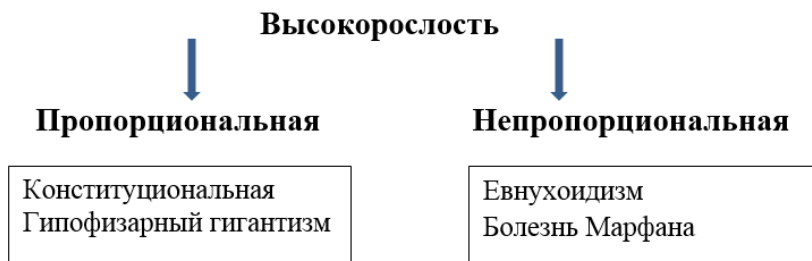 Высокорослость
Пропорциональная
Непропорциональная
Конституциональная
Гипофизарный гигантизм
Евнухоидизм
Болезнь Марфана